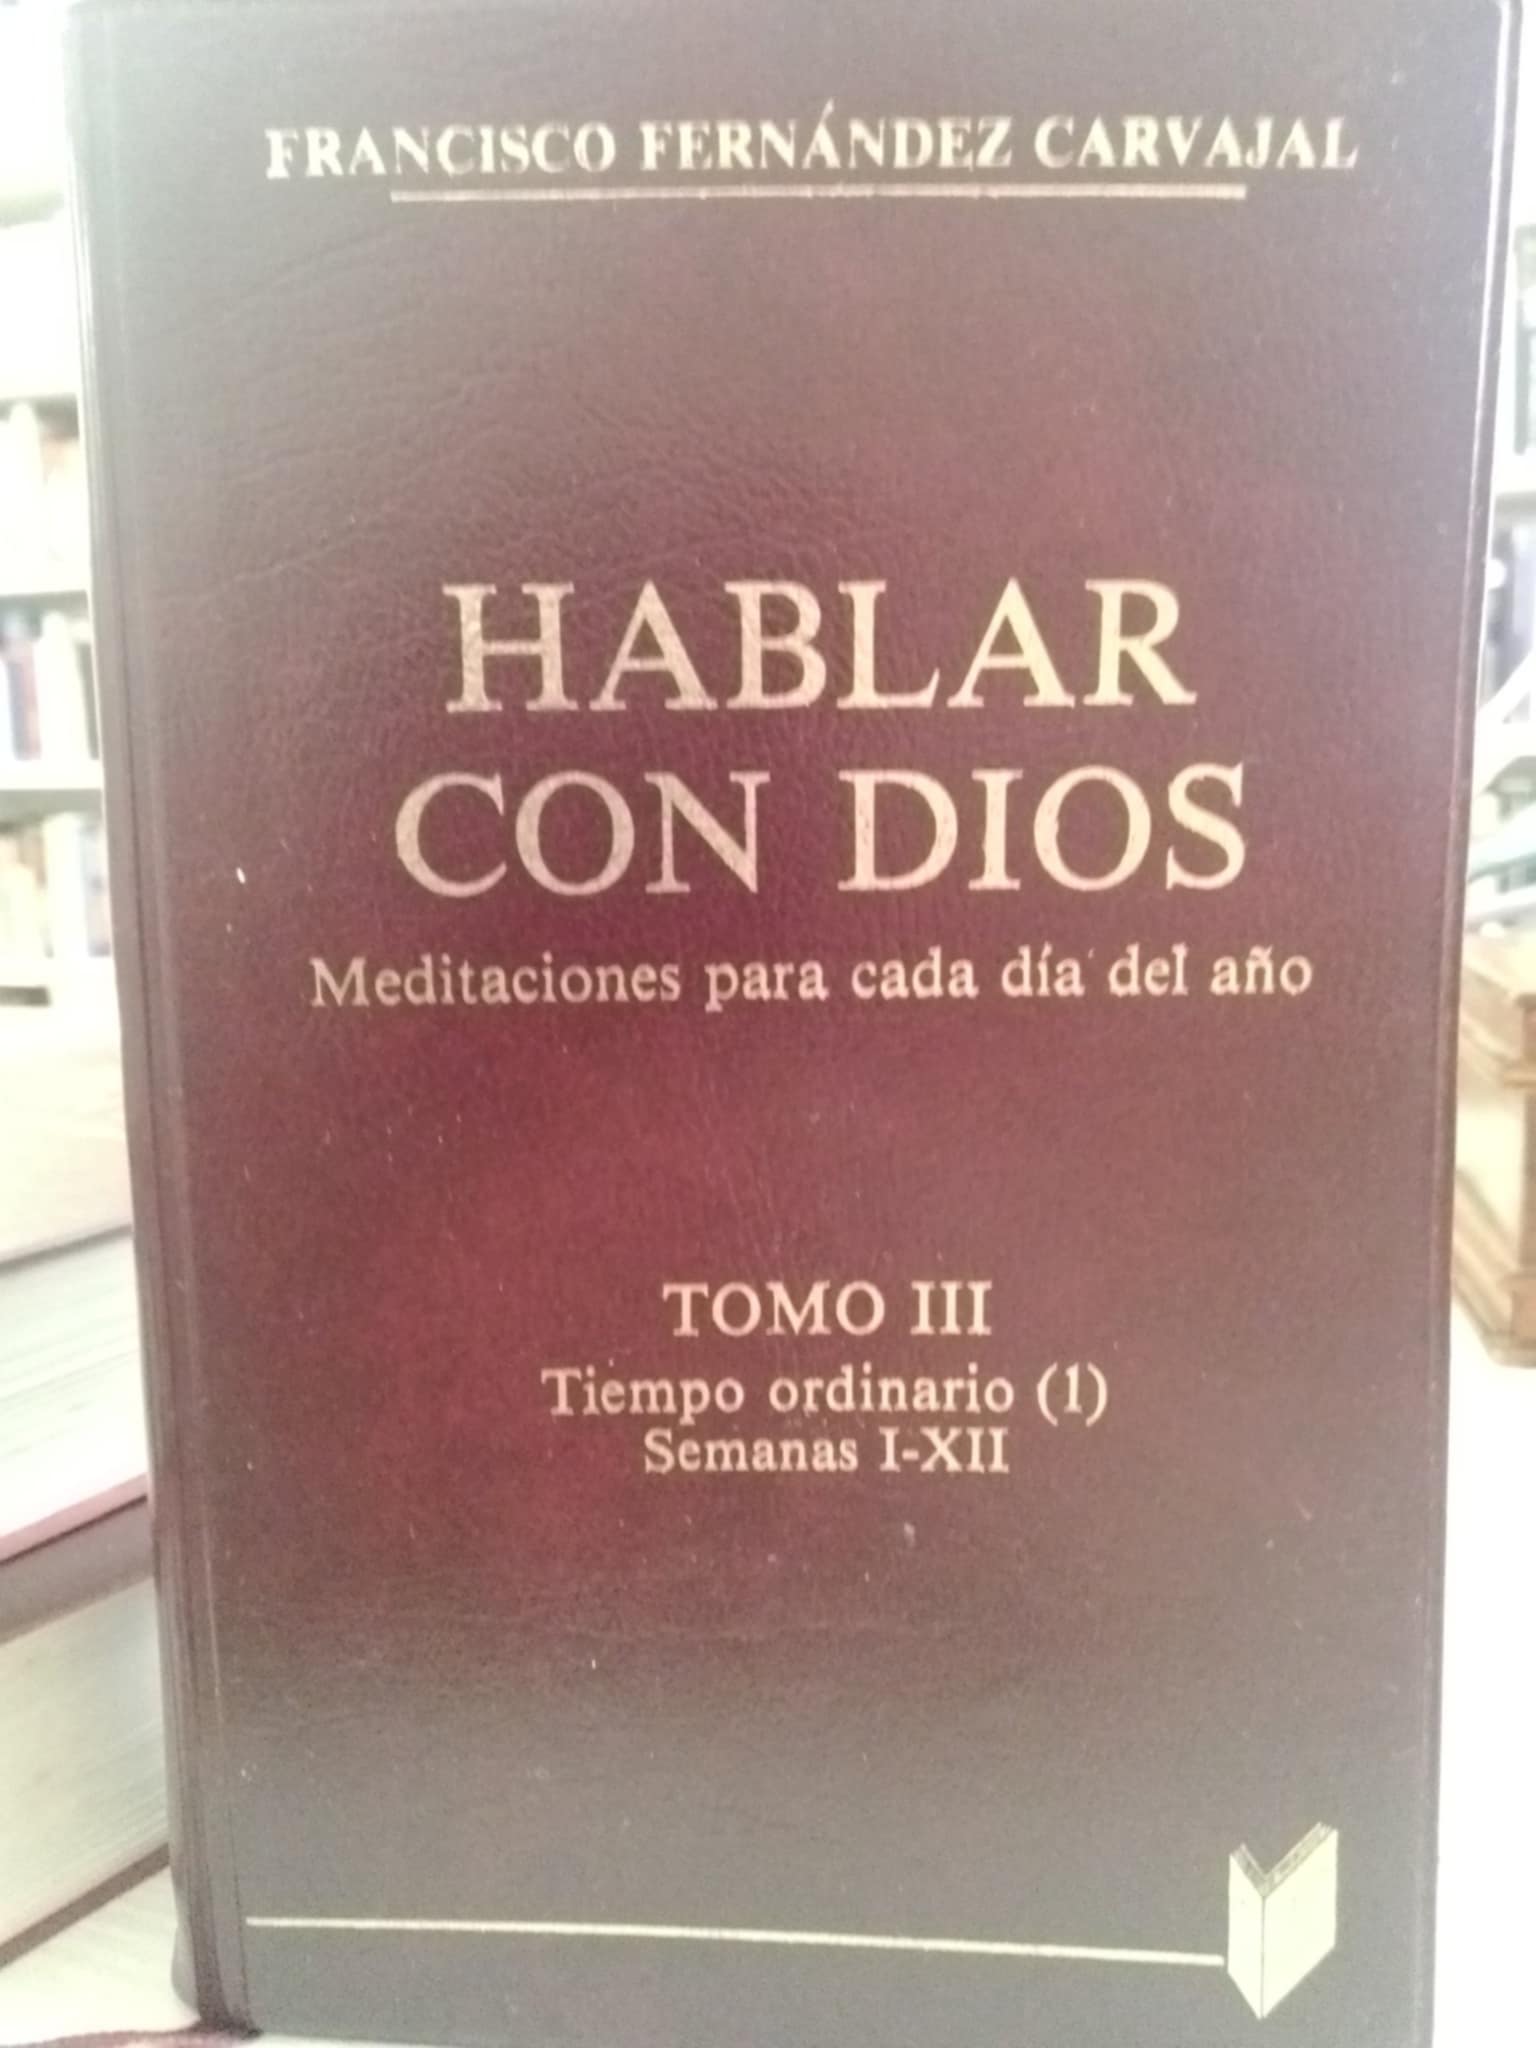 FRANCISCO FERNÁNDEZ CARVAJAL
HABLAR
CON DIOS
Meditaciones para cada día del año
TOMO III
Tiempo ordinario (1)
Semanas I-XII